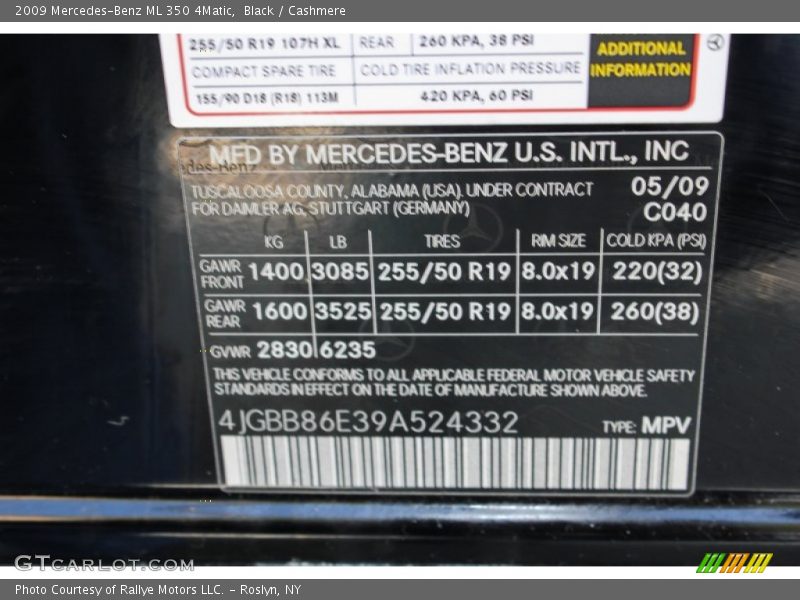 2009 Mercedes-Benz ML 350 4Matic, Black / Cashmere
255/50 R19 107H XL REAR 260 KPA, 38 PSI
COMPACT SPARE TIRE COLD TIRE INFLATION PRESSURE
155/90 D18 (R18) 113M 420 KPA, 60 PSI
ADDITIONAL
INFORMATION
MFD BY MERCEDES-BENZ U.S. INTL., INC
TUSCALOOSA COUNTY, ALABAMA (USA), UNDER CONTRACT 05/09
FOR DAIMLER AG, STUTTGART (GERMANY) C040
KG LB TIRES RIM SIZE COLD KPA (PSI)
GAWR FRONT 1400 3085 255/50 R19 8.0x19 220(32)
GAWR REAR 1600 3525 255/50 R19 8.0x19 260(38)
GVWR 2830 6235
THIS VEHICLE CONFORMS TO ALL APPLICABLE FEDERAL MOTOR VEHICLE SAFETY
STANDARDS IN EFFECT ON THE DATE OF MANUFACTURE SHOWN ABOVE.
4JGBB86E39A524332 TYPE: MPV
GTCARLOT.COM
Photo Courtesy of Rallye Motors LLC. - Roslyn, NY